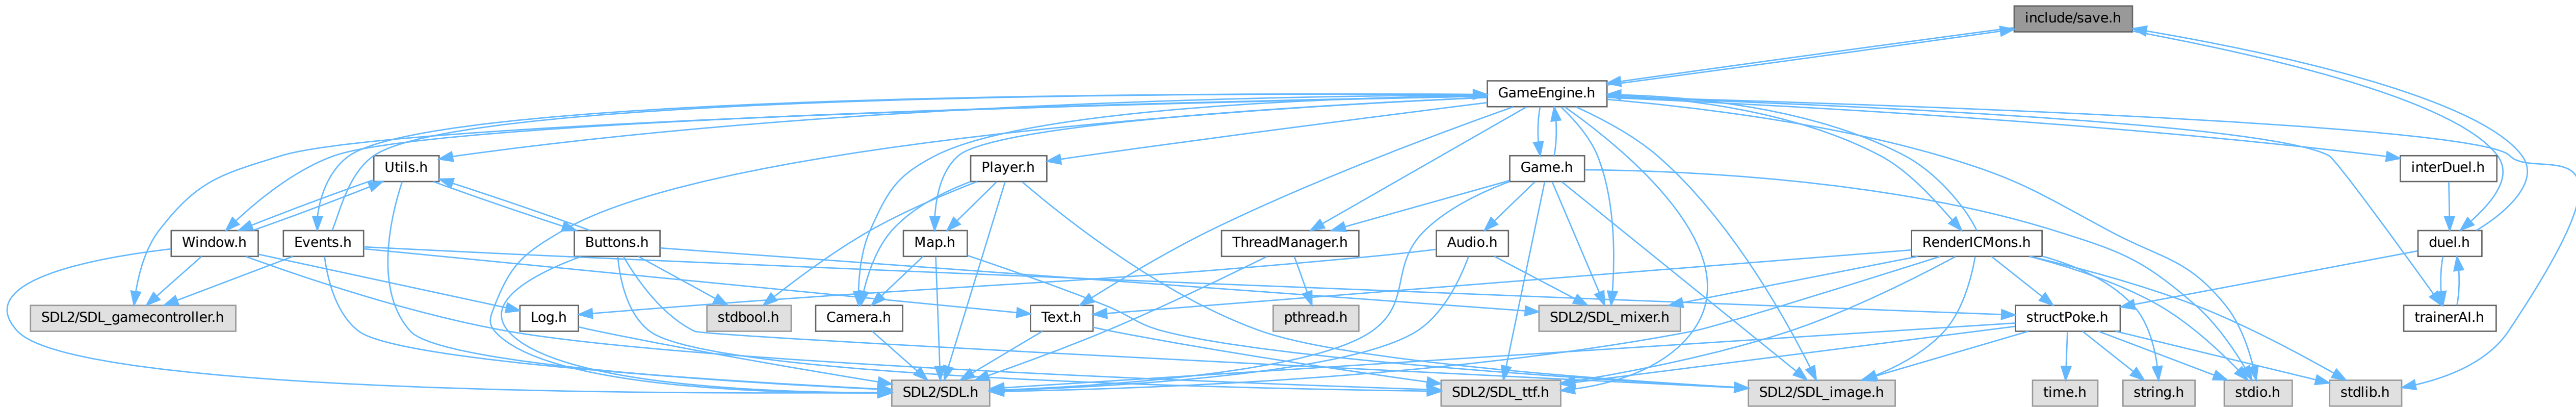 include/save.h
GameEngine.h
Utils.h
Player.h
Game.h
interDuel.h
Window.h
Events.h
Buttons.h
Map.h
ThreadManager.h
Audio.h
RenderICMons.h
duel.h
SDL2/SDL_gamecontroller.h
Log.h
stdbool.h
Camera.h
Text.h
pthread.h
SDL2/SDL_mixer.h
structPoke.h
trainerAI.h
SDL2/SDL.h
SDL2/SDL_ttf.h
SDL2/SDL_image.h
time.h
string.h
stdio.h
stdlib.h